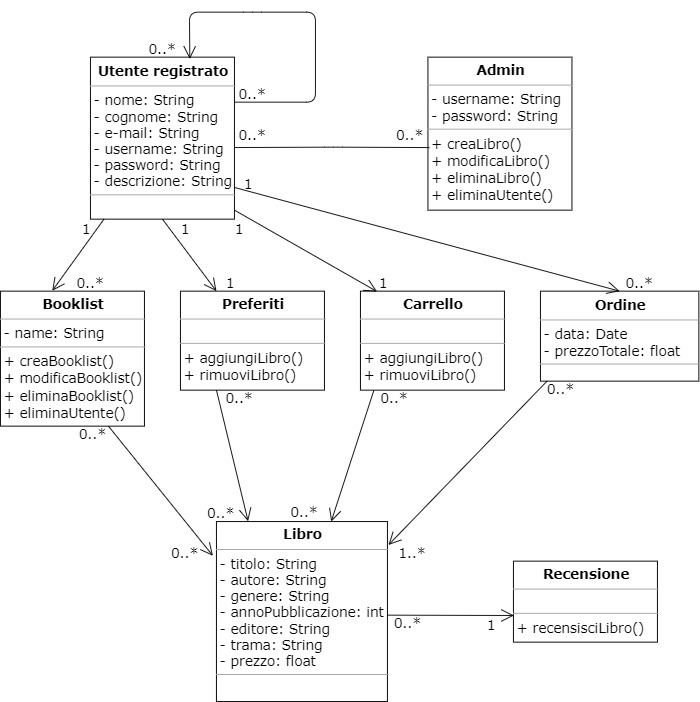 0..*
Utente registrato
- nome: String
- cognome: String
- e-mail: String
- username: String
- password: String
- descrizione: String
0..*
0..*
0..*
Admin
- username: String
- password: String
+ creaLibro()
+ modificaLibro()
+ eliminaLibro()
+ eliminaUtente()
1
1
1
1
0..*
1
1
0..*
Booklist
- name: String
+ creaBooklist()
+ modificaBooklist()
+ eliminaBooklist()
+ eliminaUtente()
0..*
Preferiti
+ aggiungiLibro()
+ rimuoviLibro()
0..*
Carrello
+ aggiungiLibro()
+ rimuoviLibro()
0..*
Ordine
- data: Date
- prezzoTotale: float
0..*
0..*
0..*
0..*
1..*
Libro
- titolo: String
- autore: String
- genere: String
- annoPubblicazione: int
- editore: String
- trama: String
- prezzo: float
0..*
1
Recensione
+ recensisciLibro()